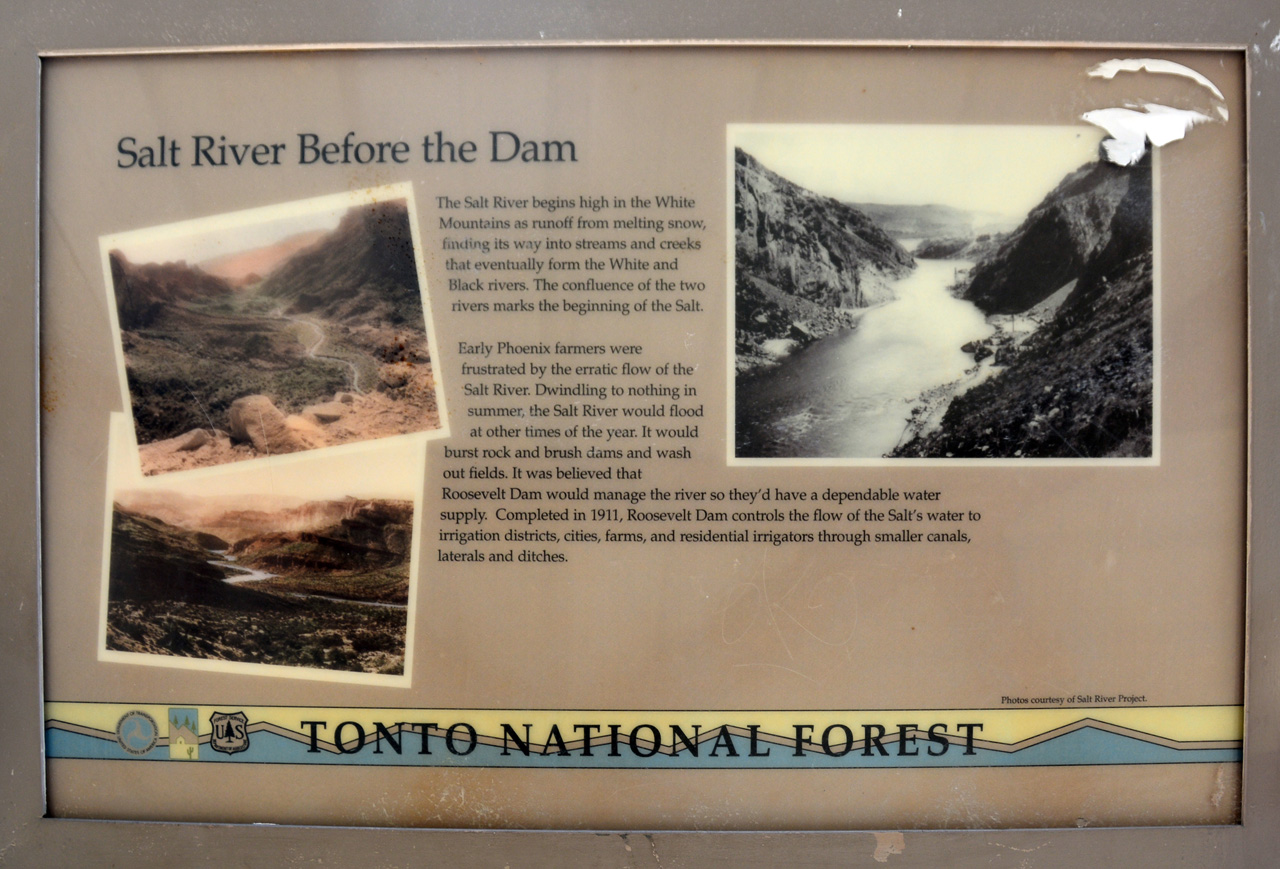 Salt River Before the Dam
The Salt River begins high in the White
Mountains as runoff from melting snow,
finding its way into streams and creeks
that eventually form the White and
Black rivers. The confluence of the two
rivers marks the beginning of the Salt.
Early Phoenix farmers were
frustrated by the erratic flow of the
Salt River. Dwindling to nothing in
summer, the Salt River would flood
at other times of the year. It would
burst rock and brush dams and wash
out fields. It was believed that
Roosevelt Dam would manage the river so they'd have a dependable water
supply.  Completed in 1911, Roosevelt Dam controls the flow of the Salt's water to
irrigation districts, cities, farms, and residential irrigators through smaller canals,
laterals and ditches.
Photos courtesy of Salt River Project.
FOREST SERVICE
U S
DEPARTMENT OF AGRICULTURE
TONTO NATIONAL FOREST